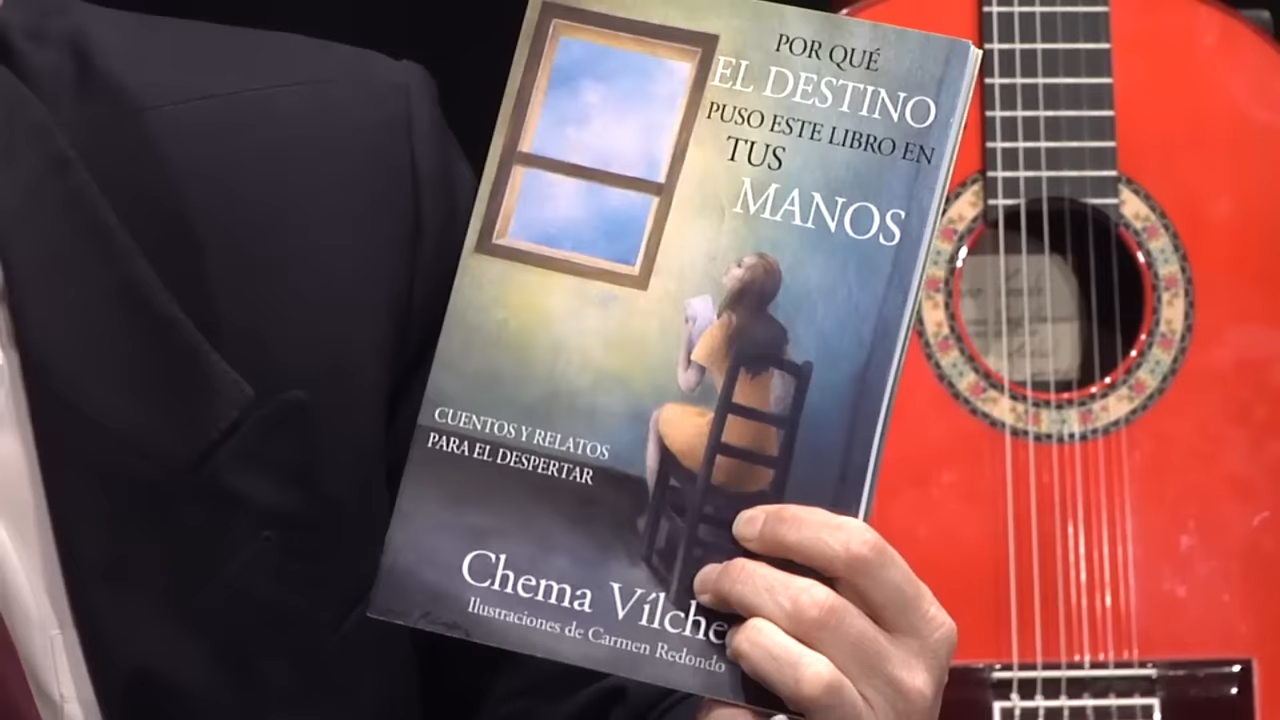 POR QUÉ
EL DESTINO
PUSO ESTE LIBRO EN
TUS
MANOS
CUENTOS Y RELATOS
PARA EL DESPERTAR
Chema Vílche
Ilustraciones de Carmen Redondo